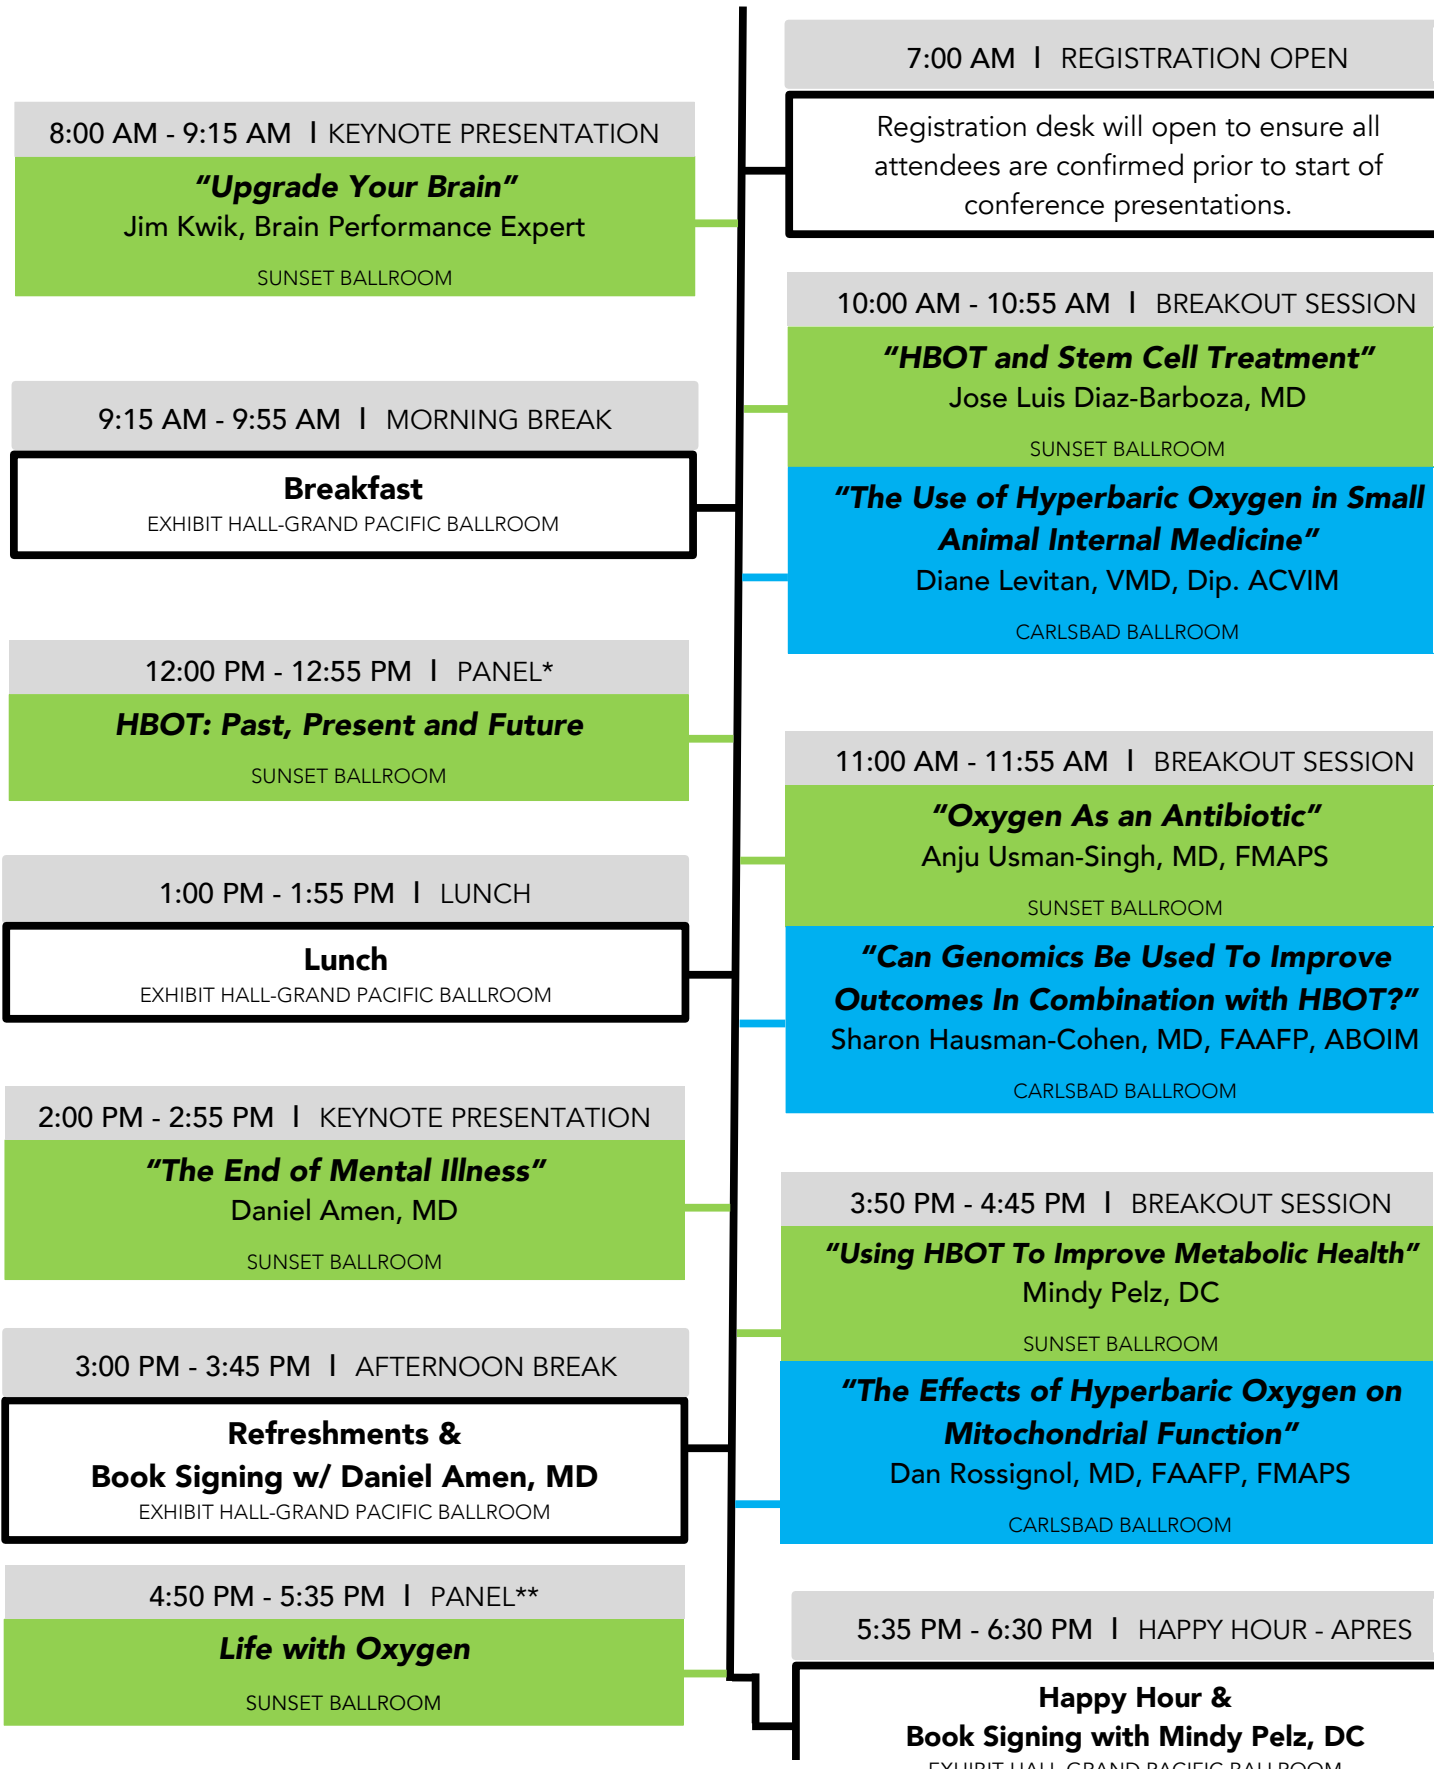 7:00 AM | REGISTRATION OPEN
Registration desk will open to ensure all
attendees are confirmed prior to start of
conference presentations.
8:00 AM - 9:15 AM | KEYNOTE PRESENTATION
"Upgrade Your Brain"
Jim Kwik, Brain Performance Expert
SUNSET BALLROOM
9:15 AM - 9:55 AM | MORNING BREAK
Breakfast
EXHIBIT HALL-GRAND PACIFIC BALLROOM
10:00 AM - 10:55 AM | BREAKOUT SESSION
"HBOT and Stem Cell Treatment"
Jose Luis Diaz-Barboza, MD
SUNSET BALLROOM
"The Use of Hyperbaric Oxygen in Small
Animal Internal Medicine"
Diane Levitan, VMD, Dip. ACVIM
CARLSBAD BALLROOM
11:00 AM - 11:55 AM | BREAKOUT SESSION
"Oxygen As an Antibiotic"
Anju Usman-Singh, MD, FMAPS
SUNSET BALLROOM
"Can Genomics Be Used To Improve
Outcomes In Combination with HBOT?"
Sharon Hausman-Cohen, MD, FAAFP, ABOIM
CARLSBAD BALLROOM
12:00 PM - 12:55 PM | PANEL*
HBOT: Past, Present and Future
SUNSET BALLROOM
1:00 PM - 1:55 PM | LUNCH
Lunch
EXHIBIT HALL-GRAND PACIFIC BALLROOM
2:00 PM - 2:55 PM | KEYNOTE PRESENTATION
"The End of Mental Illness"
Daniel Amen, MD
SUNSET BALLROOM
3:00 PM - 3:45 PM | AFTERNOON BREAK
Refreshments &
Book Signing w/ Daniel Amen, MD
EXHIBIT HALL-GRAND PACIFIC BALLROOM
3:50 PM - 4:45 PM | BREAKOUT SESSION
"Using HBOT To Improve Metabolic Health"
Mindy Pelz, DC
SUNSET BALLROOM
"The Effects of Hyperbaric Oxygen on
Mitochondrial Function"
Dan Rossignol, MD, FAAFP, FMAPS
CARLSBAD BALLROOM
4:50 PM - 5:35 PM | PANEL**
Life with Oxygen
SUNSET BALLROOM
5:35 PM - 6:30 PM | HAPPY HOUR - APRES
Happy Hour &
Book Signing with Mindy Pelz, DC
EXHIBIT HALL-GRAND PACIFIC BALLROOM